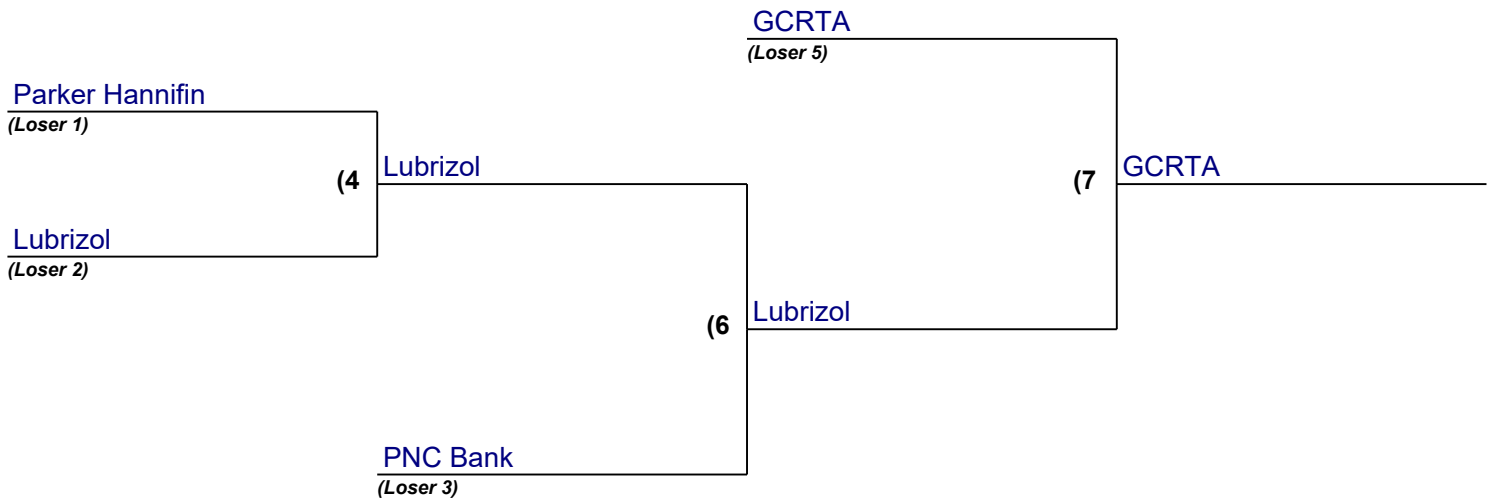 GCRTA
(Loser 5)
Parker Hannifin
(Loser 1)
(4
Lubrizol
(7
GCRTA
Lubrizol
(Loser 2)
(6
Lubrizol
PNC Bank
(Loser 3)